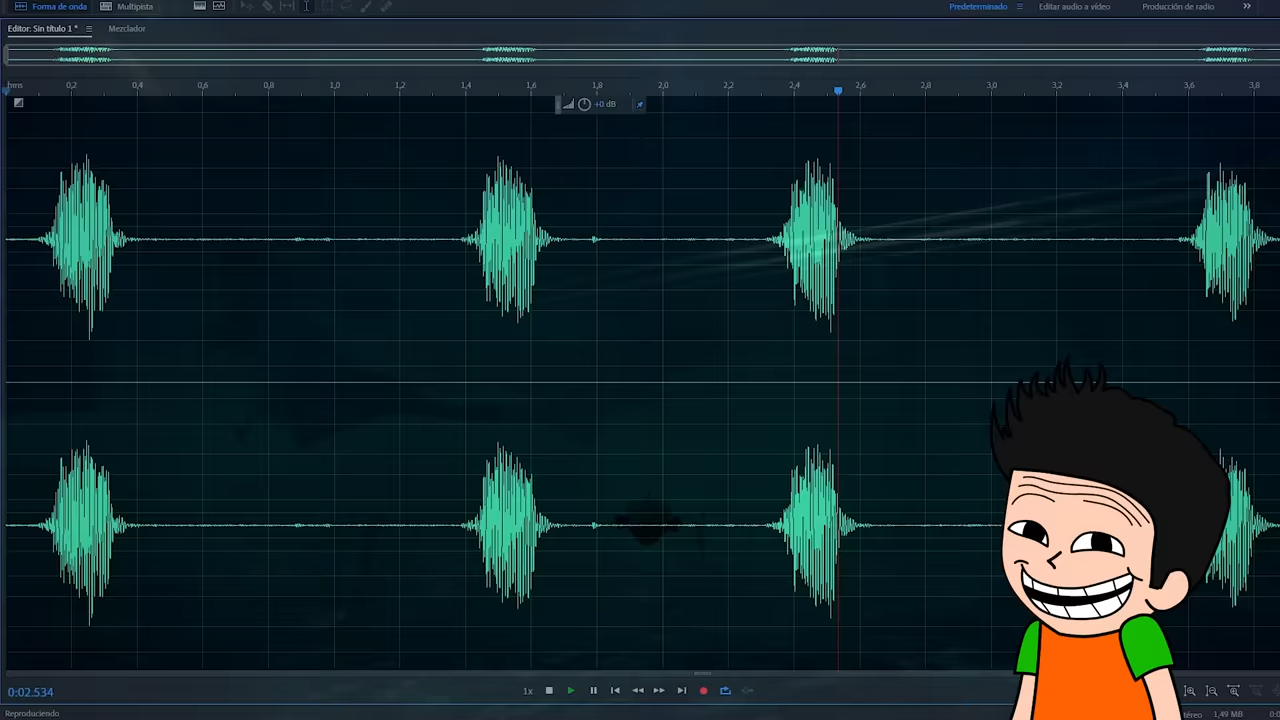 Forma de onda
Multipista
Predeterminado
Editar audio a vídeo
Producción de radio
Editor: Sin título 1 *
Mezclador
hms
0,2 0,4 0,6 0,8 1,0 1,2 1,4 1,6 1,8 2,0 2,2 2,4 2,6 2,8 3,0 3,2 3,4 3,6 3,8
+0 dB
0:02.534
1x
Reproduciendo
téreo
1,49 MB